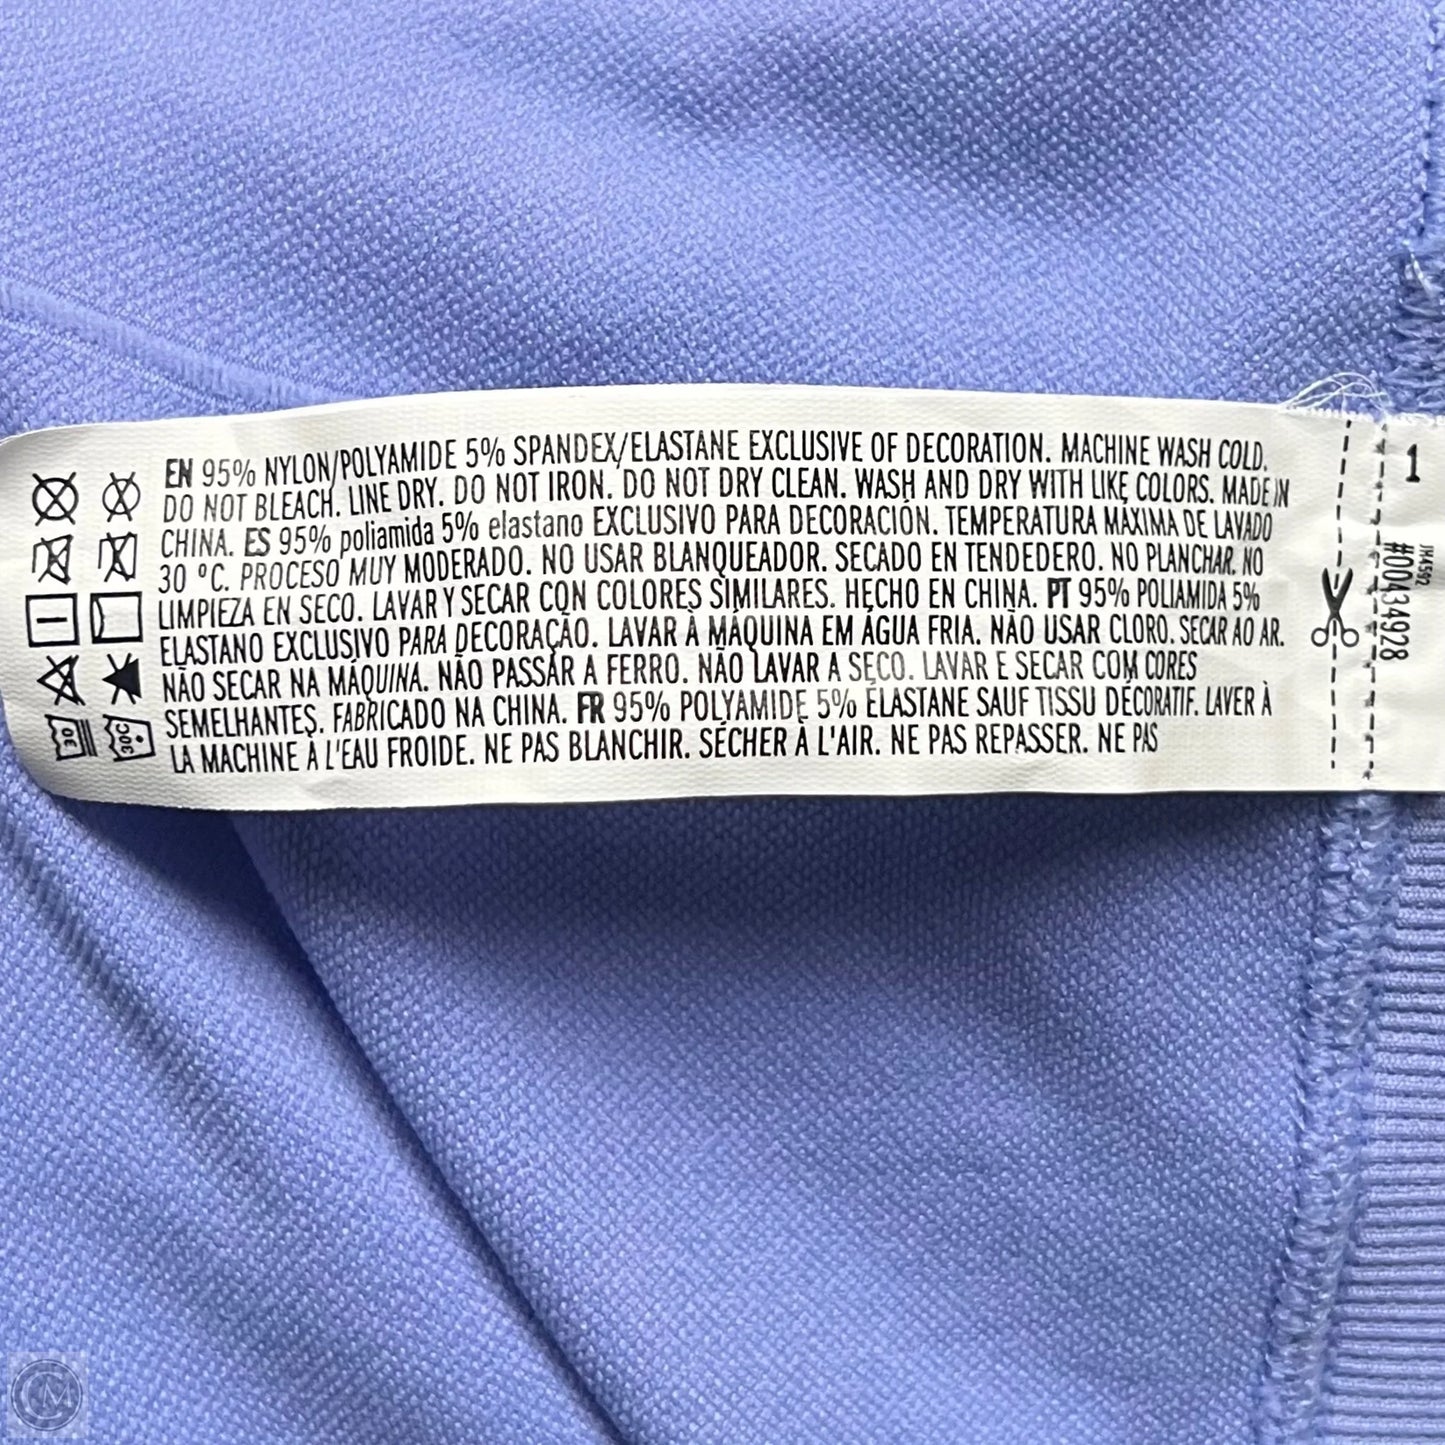 EN 95% NYLON/POLYAMIDE 5% SPANDEX/ELASTANE EXCLUSIVE OF DECORATION. MACHINE WASH COLD.
DO NOT BLEACH. LINE DRY. DO NOT IRON. DO NOT DRY CLEAN. WASH AND DRY WITH LIKE COLORS. MADE IN
CHINA. ES 95% poliamida 5% elastano EXCLUSIVO PARA DECORACIÓN. TEMPERATURA MÁXIMA DE LAVADO
30 ºC. PROCESO MUY MODERADO. NO USAR BLANQUEADOR. SECADO EN TENDEDERO. NO PLANCHAR. NO
LIMPIEZA EN SECO. LAVAR Y SECAR CON COLORES SIMILARES. HECHO EN CHINA. PT 95% POLIAMIDA 5%
ELASTANO EXCLUSIVO PARA DECORAÇÃO. LAVAR À MÁQUINA EM ÁGUA FRIA. NÃO USAR CLORO. SECAR AO AR.
NÃO SECAR NA MÁQUINA. NÃO PASSAR A FERRO. NÃO LAVAR A SECO. LAVAR E SECAR COM CORES
SEMELHANTES. FABRICADO NA CHINA. FR 95% POLYAMIDE 5% ÉLASTANE SAUF TISSU DÉCORATIF. LAVER À
LA MACHINE À L'EAU FROIDE. NE PAS BLANCHIR. SÉCHER À L'AIR. NE PAS REPASSER. NE PAS
30
30C
1
JH4592
#00434928
CM